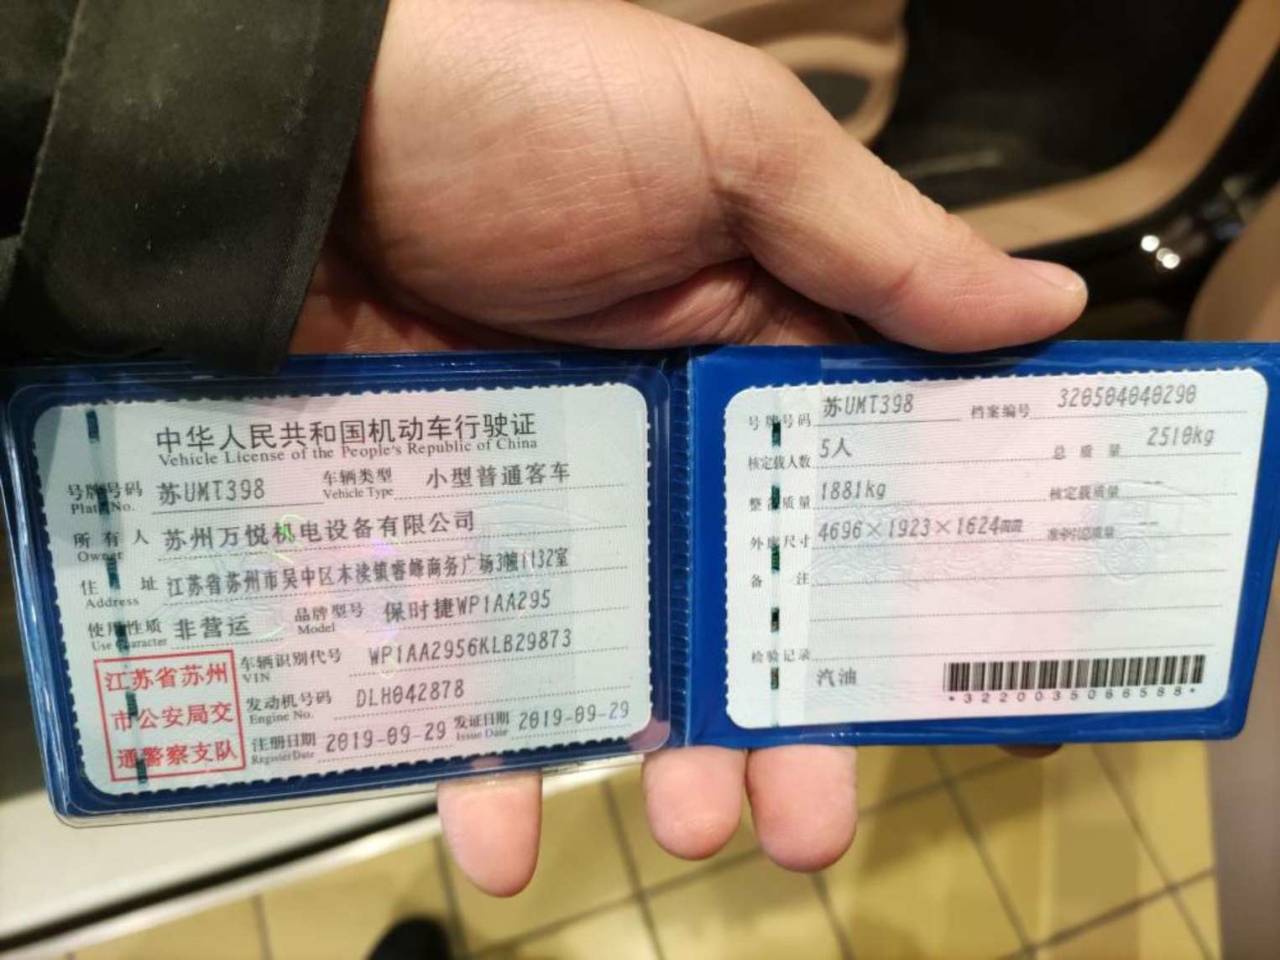 中华人民共和国机动车行驶证
Vehicle License of the People's Republic of China
号牌号码 苏UMT398 车辆类型 小型普通客车
Plate No. Vehicle Type
所有人 苏州万悦机电设备有限公司
Owner
住址 江苏省苏州市吴中区木渎镇睿峰商务广场3幢1132室
Address
使用性质 非营运 品牌型号 保时捷WP1AA295
Use Character Model
江苏省苏州
市公安局交
通警察支队
车辆识别代号 WP1AA2956KLB29873
VIN
发动机号码 DLH042878
Engine No.
注册日期 2019-09-29 发证日期 2019-09-29
Register Date Issue Date
号牌号码 苏UMT398 档案编号 320504040290
核定载人数 5人 总质量 2510kg
整备质量 1881kg 核定载质量 --
外廓尺寸 4696×1923×1624mm 准牵引总质量 --
备注
检验记录
汽油
*3220035066588*